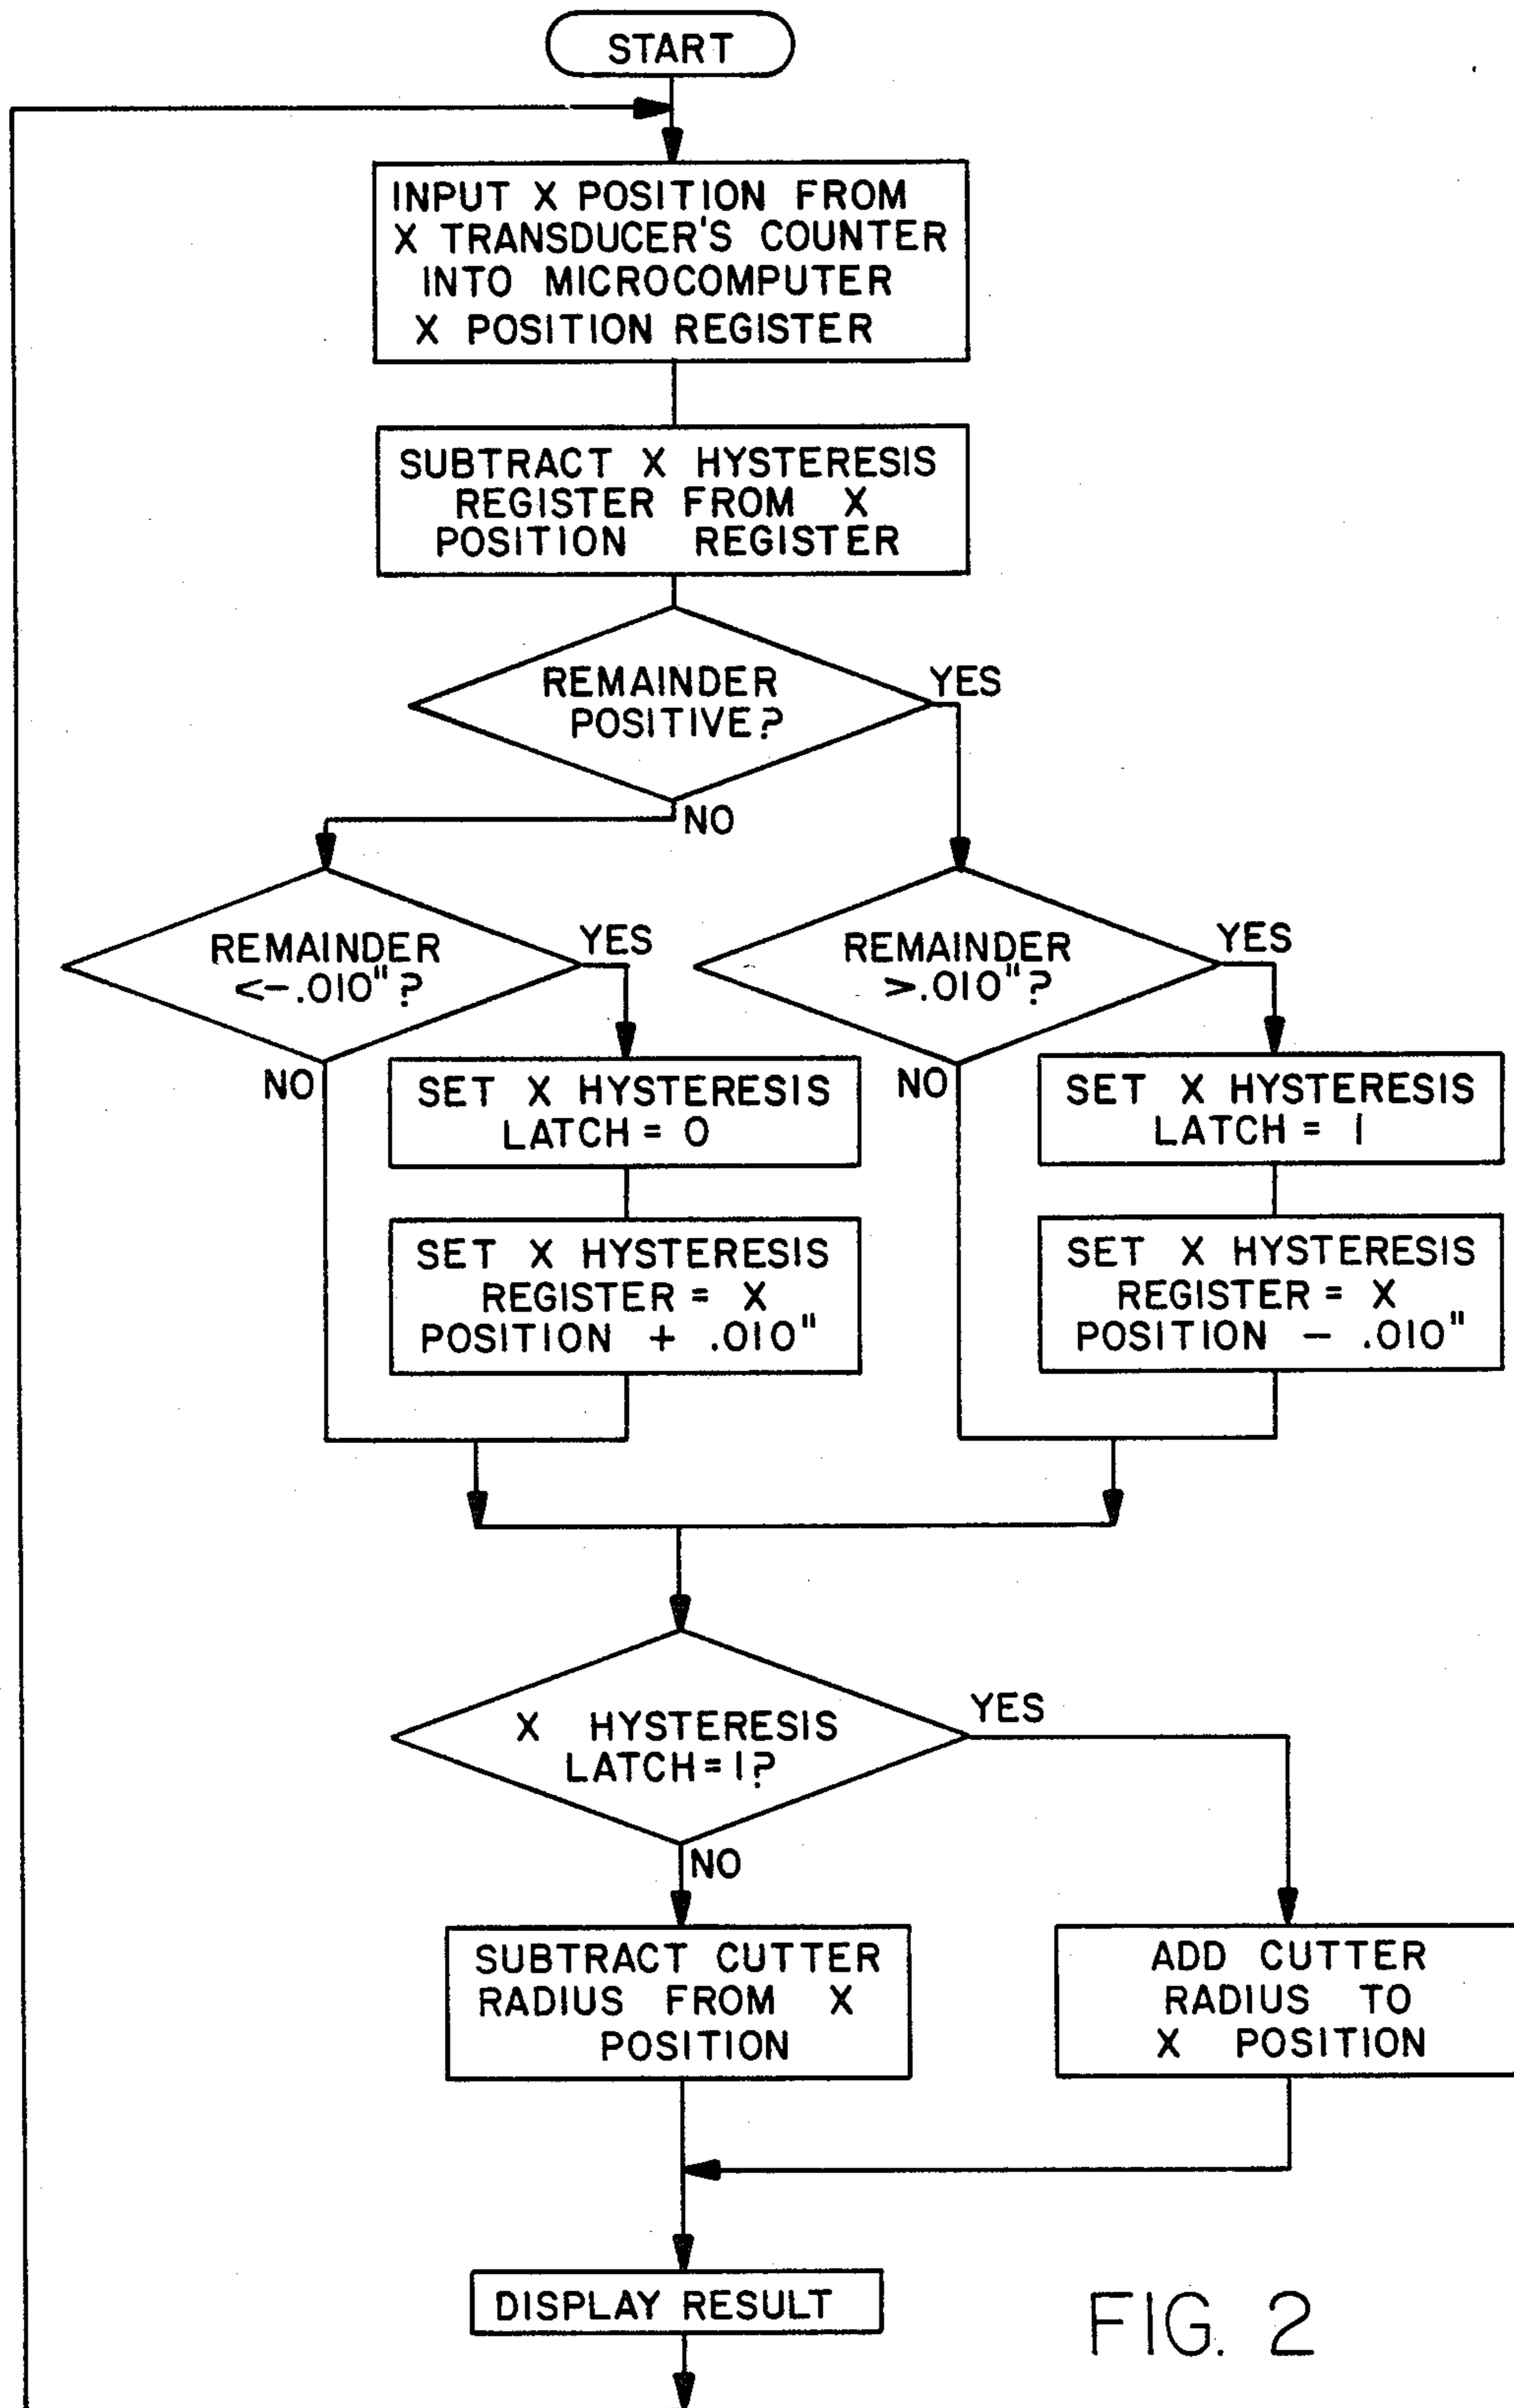 START
INPUT X POSITION FROM
X TRANSDUCER'S COUNTER
INTO MICROCOMPUTER
X POSITION REGISTER
SUBTRACT X HYSTERESIS
REGISTER FROM X
POSITION REGISTER
REMAINDER
POSITIVE?
YES
NO
REMAINDER
<-.010"?
YES
NO
REMAINDER
>.010"?
YES
NO
SET X HYSTERESIS
LATCH = 0
SET X HYSTERESIS
LATCH = 1
SET X HYSTERESIS
REGISTER = X
POSITION + .010"
SET X HYSTERESIS
REGISTER = X
POSITION - .010"
X HYSTERESIS
LATCH=1?
YES
NO
SUBTRACT CUTTER
RADIUS FROM X
POSITION
ADD CUTTER
RADIUS TO
X POSITION
DISPLAY RESULT
FIG. 2